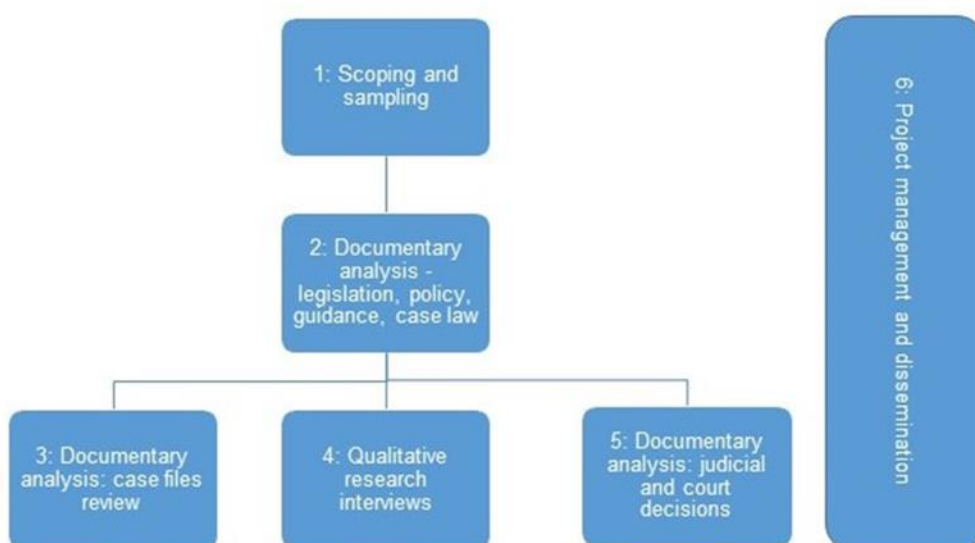 1: Scoping and
sampling
2: Documentary
analysis -
legislation, policy,
guidance, case law
3: Documentary
analysis: case files
review
4: Qualitative
research
interviews
5: Documentary
analysis: judicial
and court
decisions
6: Project management and dissemination